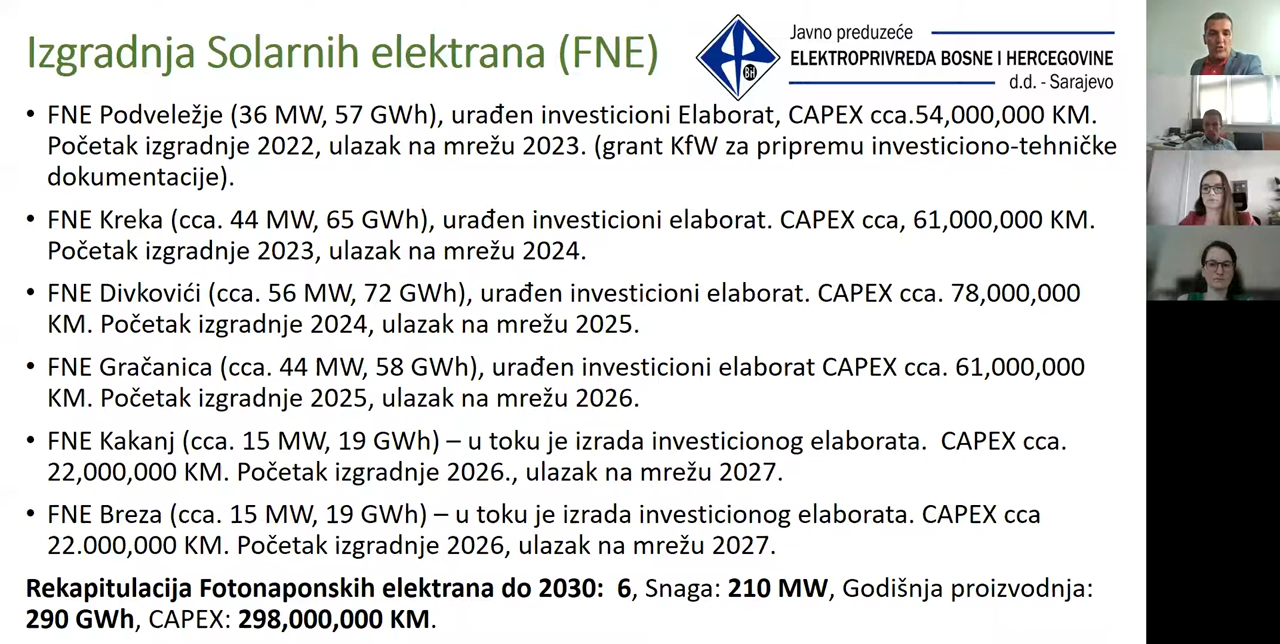 Izgradnja Solarnih elektrana (FNE)
Javno preduzeće
ELEKTROPRIVREDA BOSNE I HERCEGOVINE
d.d. - Sarajevo
BH
• FNE Podveležje (36 MW, 57 GWh), urađen investicioni Elaborat, CAPEX cca.54,000,000 KM.
Početak izgradnje 2022, ulazak na mrežu 2023. (grant KfW za pripremu investiciono-tehničke
dokumentacije).
• FNE Kreka (cca. 44 MW, 65 GWh), urađen investicioni elaborat. CAPEX cca, 61,000,000 KM.
Početak izgradnje 2023, ulazak na mrežu 2024.
• FNE Divkovići (cca. 56 MW, 72 GWh), urađen investicioni elaborat. CAPEX cca. 78,000,000
KM. Početak izgradnje 2024, ulazak na mrežu 2025.
• FNE Gračanica (cca. 44 MW, 58 GWh), urađen investicioni elaborat CAPEX cca. 61,000,000
KM. Početak izgradnje 2025, ulazak na mrežu 2026.
• FNE Kakanj (cca. 15 MW, 19 GWh) – u toku je izrada investicionog elaborata.  CAPEX cca.
22,000,000 KM. Početak izgradnje 2026., ulazak na mrežu 2027.
• FNE Breza (cca. 15 MW, 19 GWh) – u toku je izrada investicionog elaborata. CAPEX cca
22.000,000 KM. Početak izgradnje 2026, ulazak na mrežu 2027.
Rekapitulacija Fotonaponskih elektrana do 2030:  6, Snaga: 210 MW, Godišnja proizvodnja:
290 GWh, CAPEX: 298,000,000 KM.